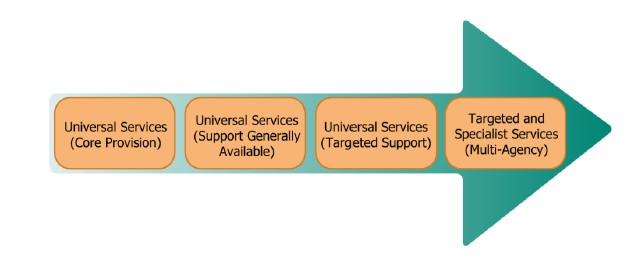 Universal Services
(Core Provision)
Universal Services
(Support Generally
Available)
Universal Services
(Targeted Support)
Targeted and
Specialist Services
(Multi-Agency)